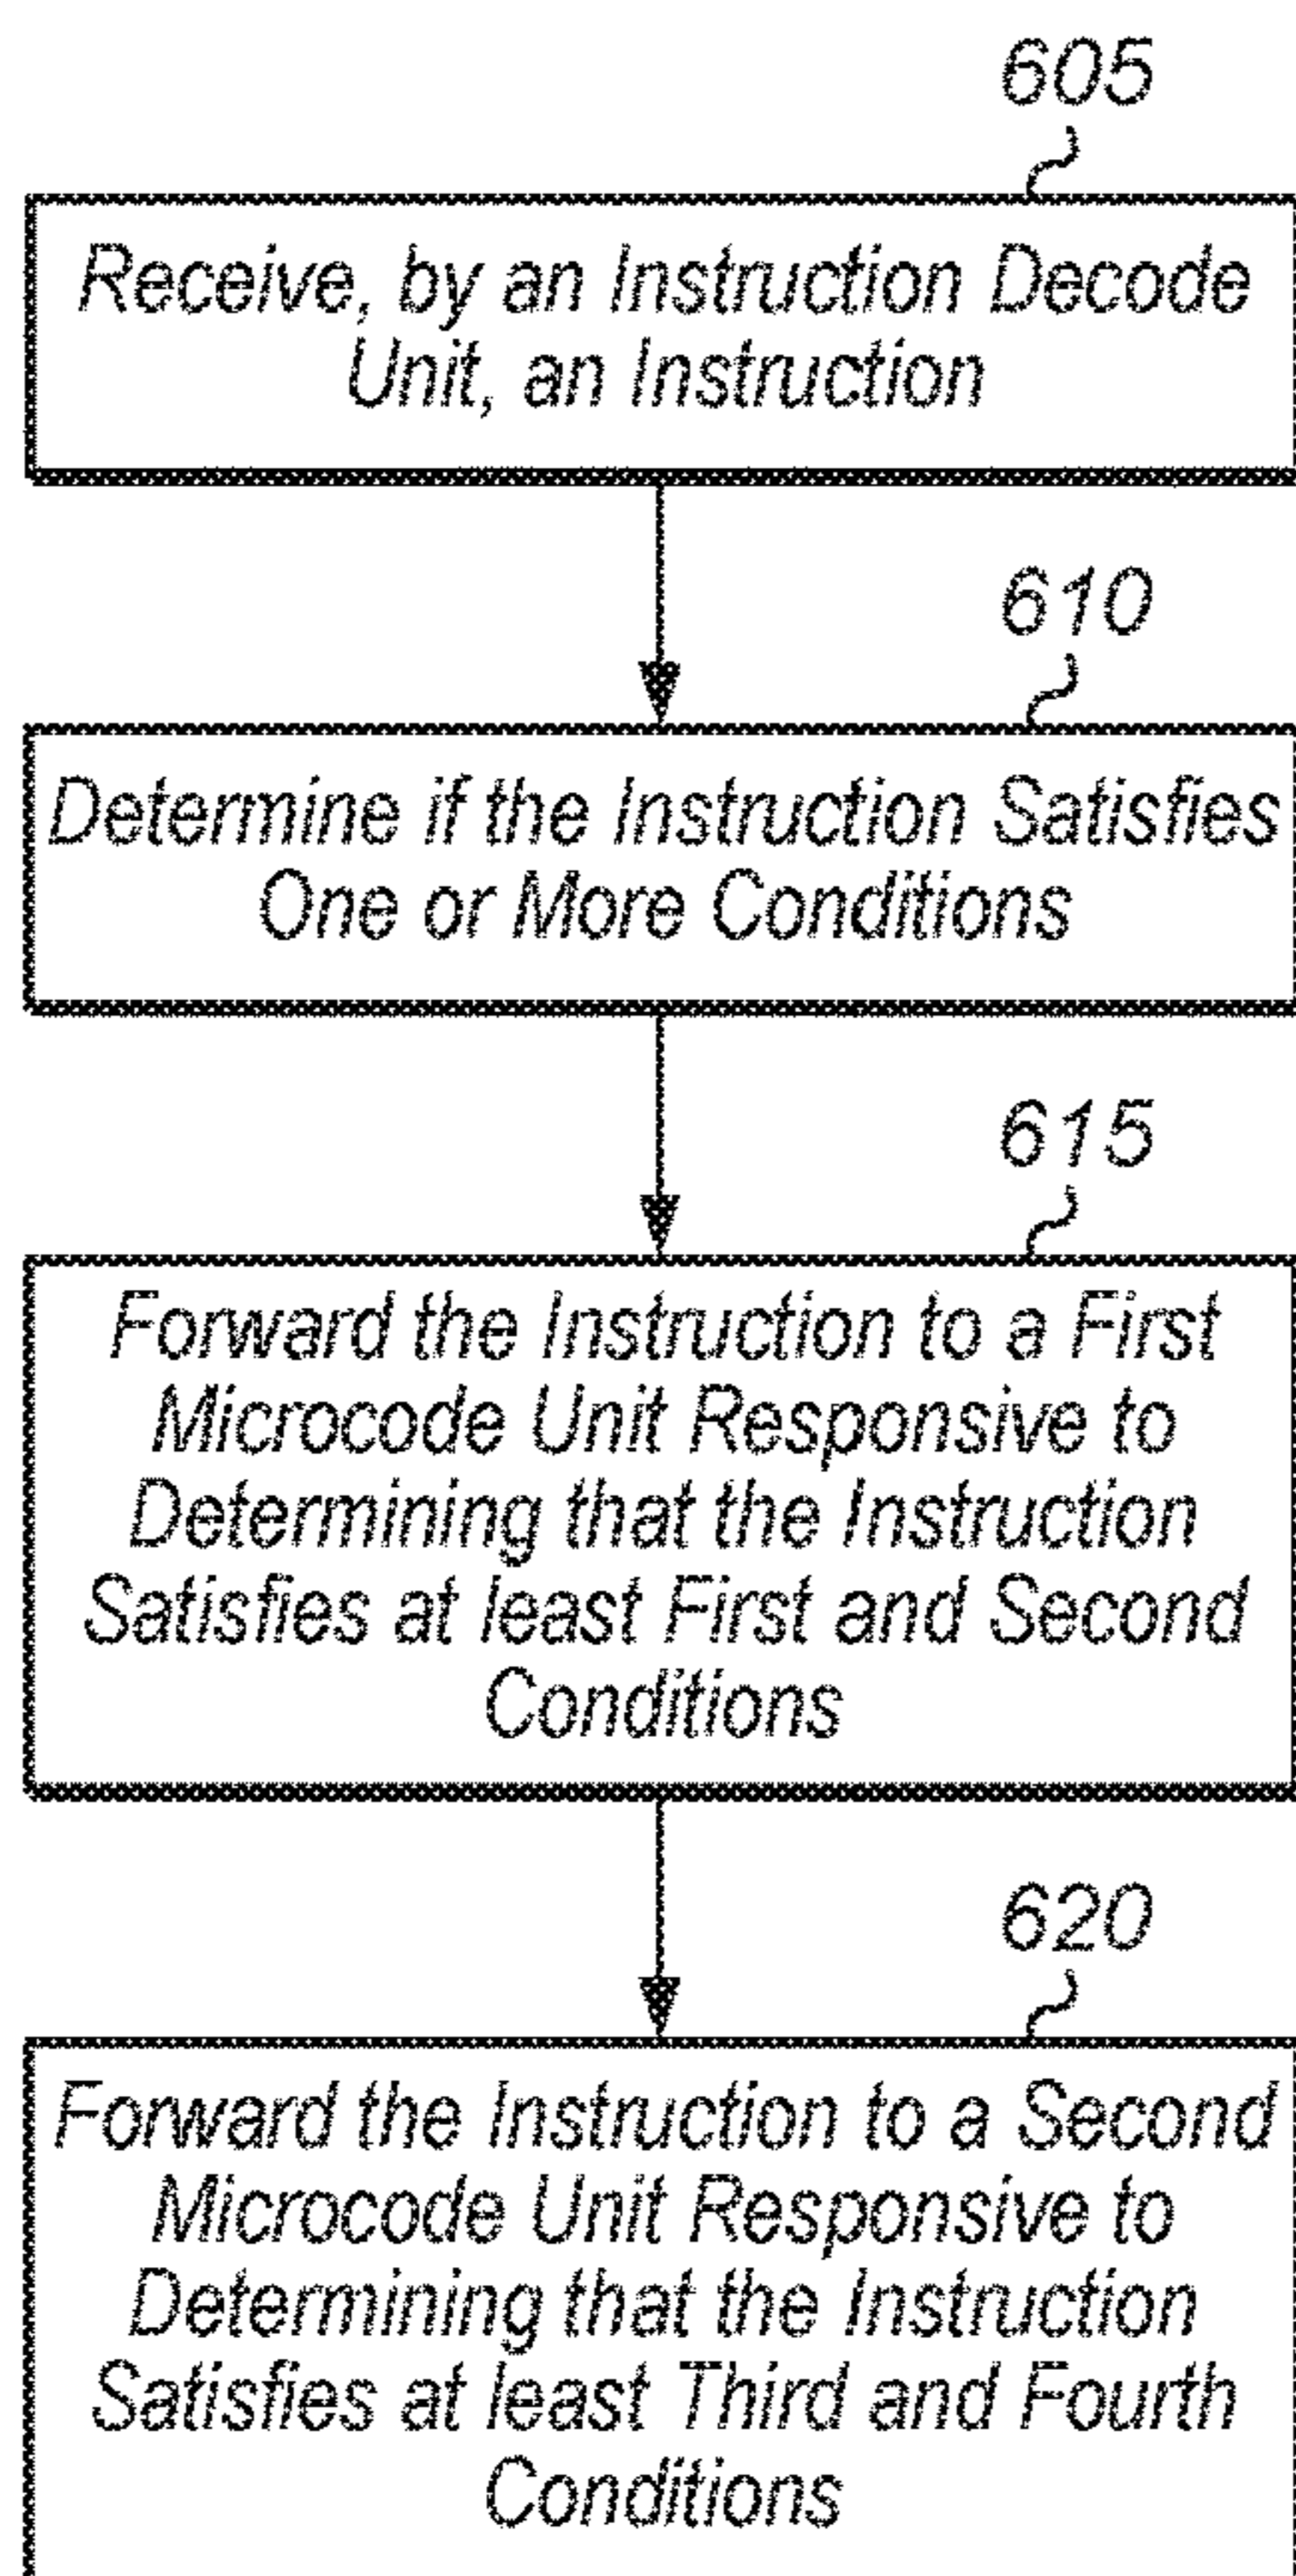 605
Receive, by an Instruction Decode
Unit, an Instruction
610
Determine if the Instruction Satisfies
One or More Conditions
615
Forward the Instruction to a First
Microcode Unit Responsive to
Determining that the Instruction
Satisfies at least First and Second
Conditions
620
Forward the Instruction to a Second
Microcode Unit Responsive to
Determining that the Instruction
Satisfies at least Third and Fourth
Conditions